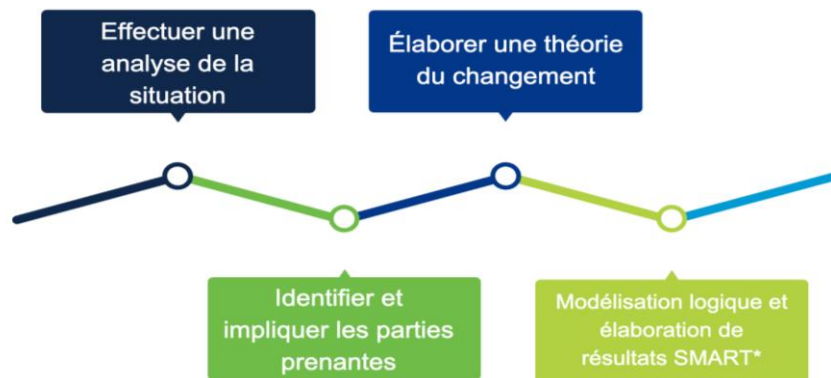 Effectuer une
analyse de la
situation
Identifier et
impliquer les parties
prenantes
Élaborer une théorie
du changement
Modélisation logique et
élaboration de
résultats SMART*